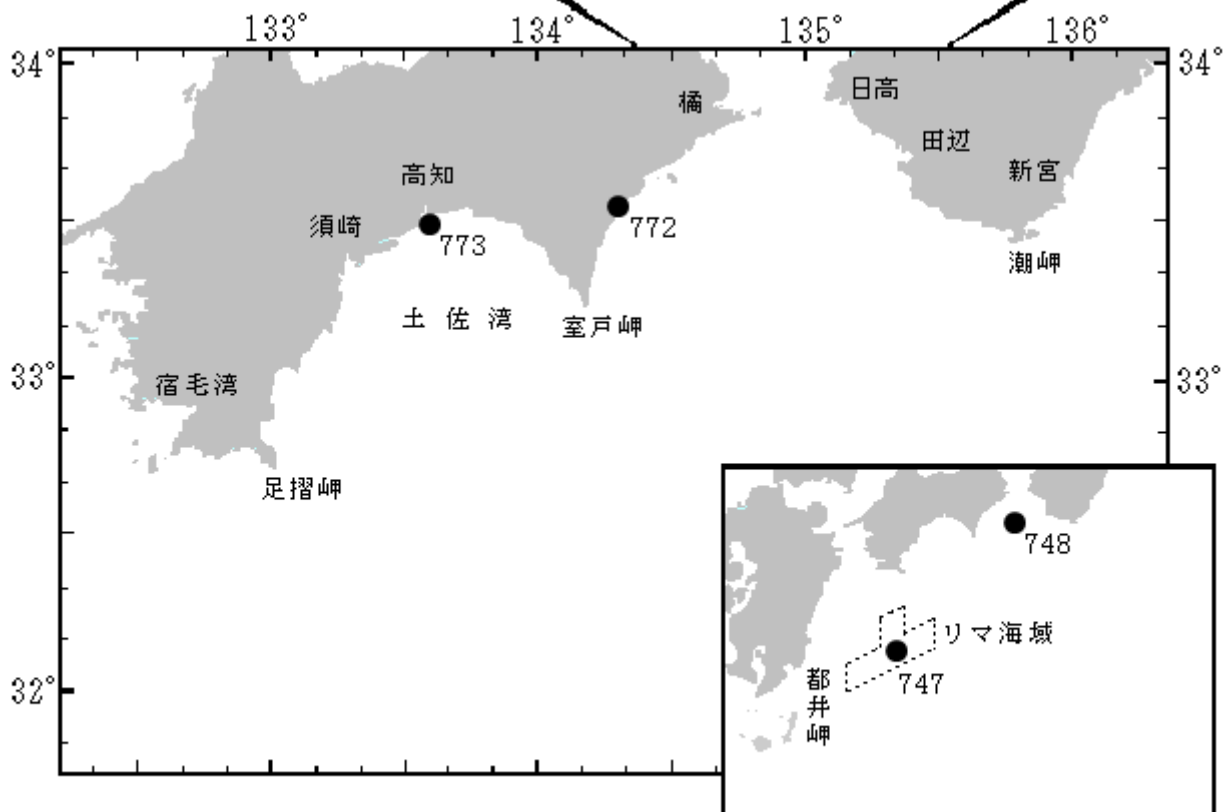 133°
134°
135°
136°
34°
34°
橘
日高
田辺
新宮
高知
須崎
773
772
潮岬
土佐湾
室戸岬
33°
33°
宿毛湾
足摺岬
748
リマ海域
747
都井岬
32°